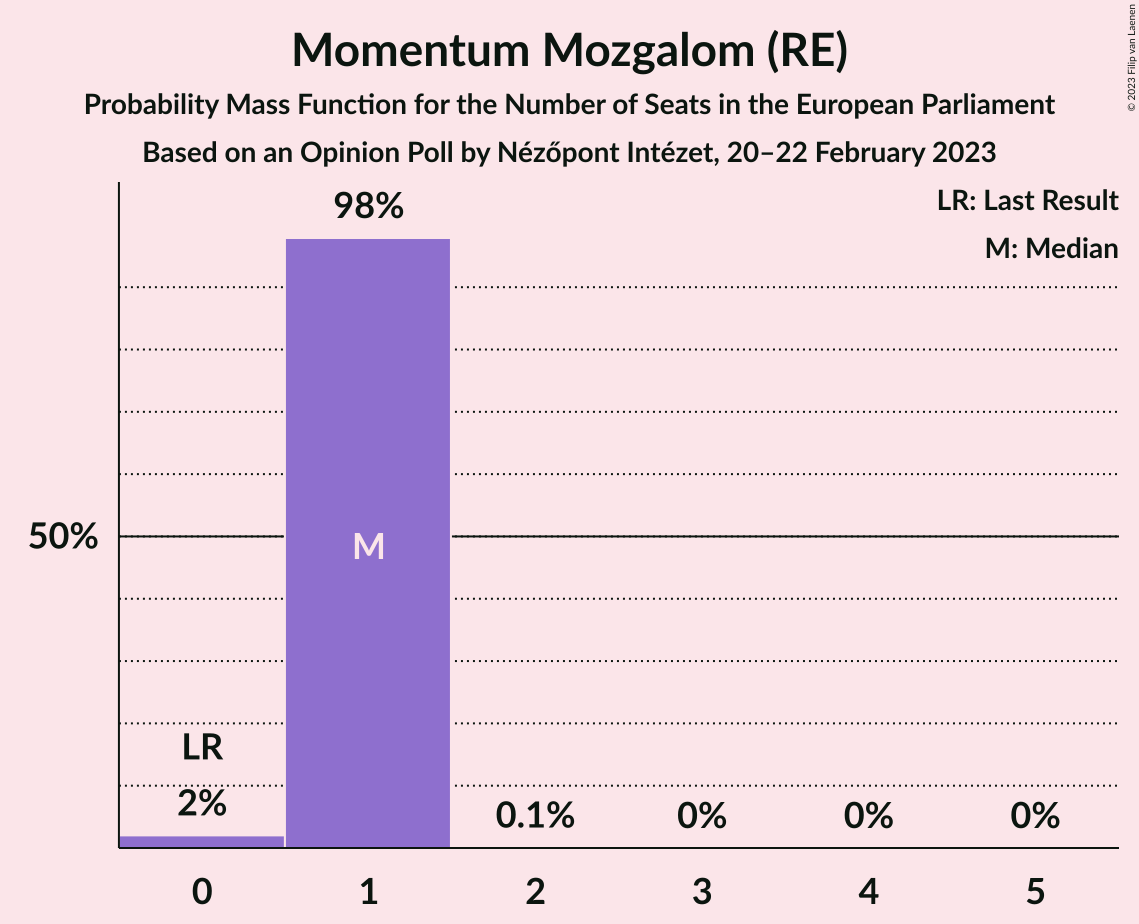 Momentum Mozgalom (RE)
Probability Mass Function for the Number of Seats in the European Parliament
Based on an Opinion Poll by Nézőpont Intézet, 20–22 February 2023
© 2023 Filip van Laenen
LR: Last Result
M: Median
98%
50%
M
LR
2%
0.1%
0%
0%
0%
0
1
2
3
4
5